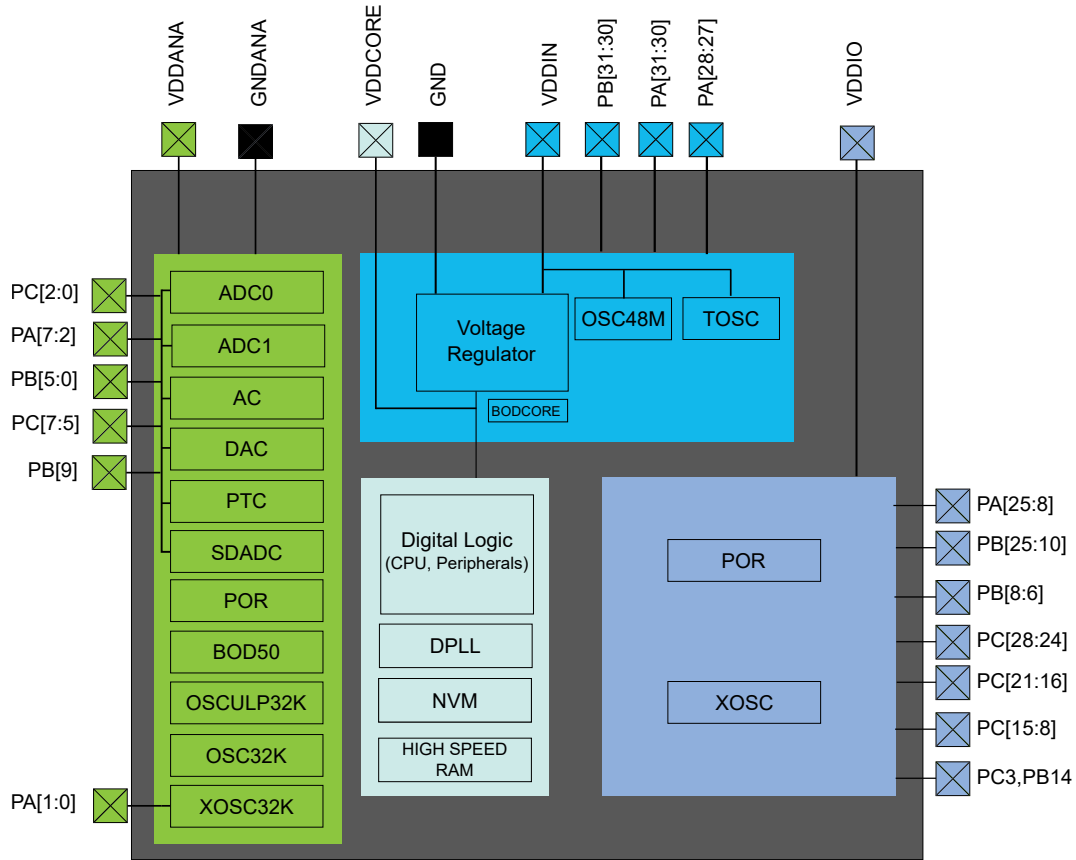 VDDANA
GNDANA
VDDCORE
GND
VDDIN
PB[31:30]
PA[31:30]
PA[28:27]
VDDIO
PC[2:0]
PA[7:2]
PB[5:0]
PC[7:5]
PB[9]
PA[1:0]
ADC0
ADC1
AC
DAC
PTC
SDADC
POR
BOD50
OSCULP32K
OSC32K
XOSC32K
Voltage
Regulator
OSC48M
TOSC
BODCORE
Digital Logic
(CPU, Peripherals)
DPLL
NVM
HIGH SPEED
RAM
POR
XOSC
PA[25:8]
PB[25:10]
PB[8:6]
PC[28:24]
PC[21:16]
PC[15:8]
PC3,PB14